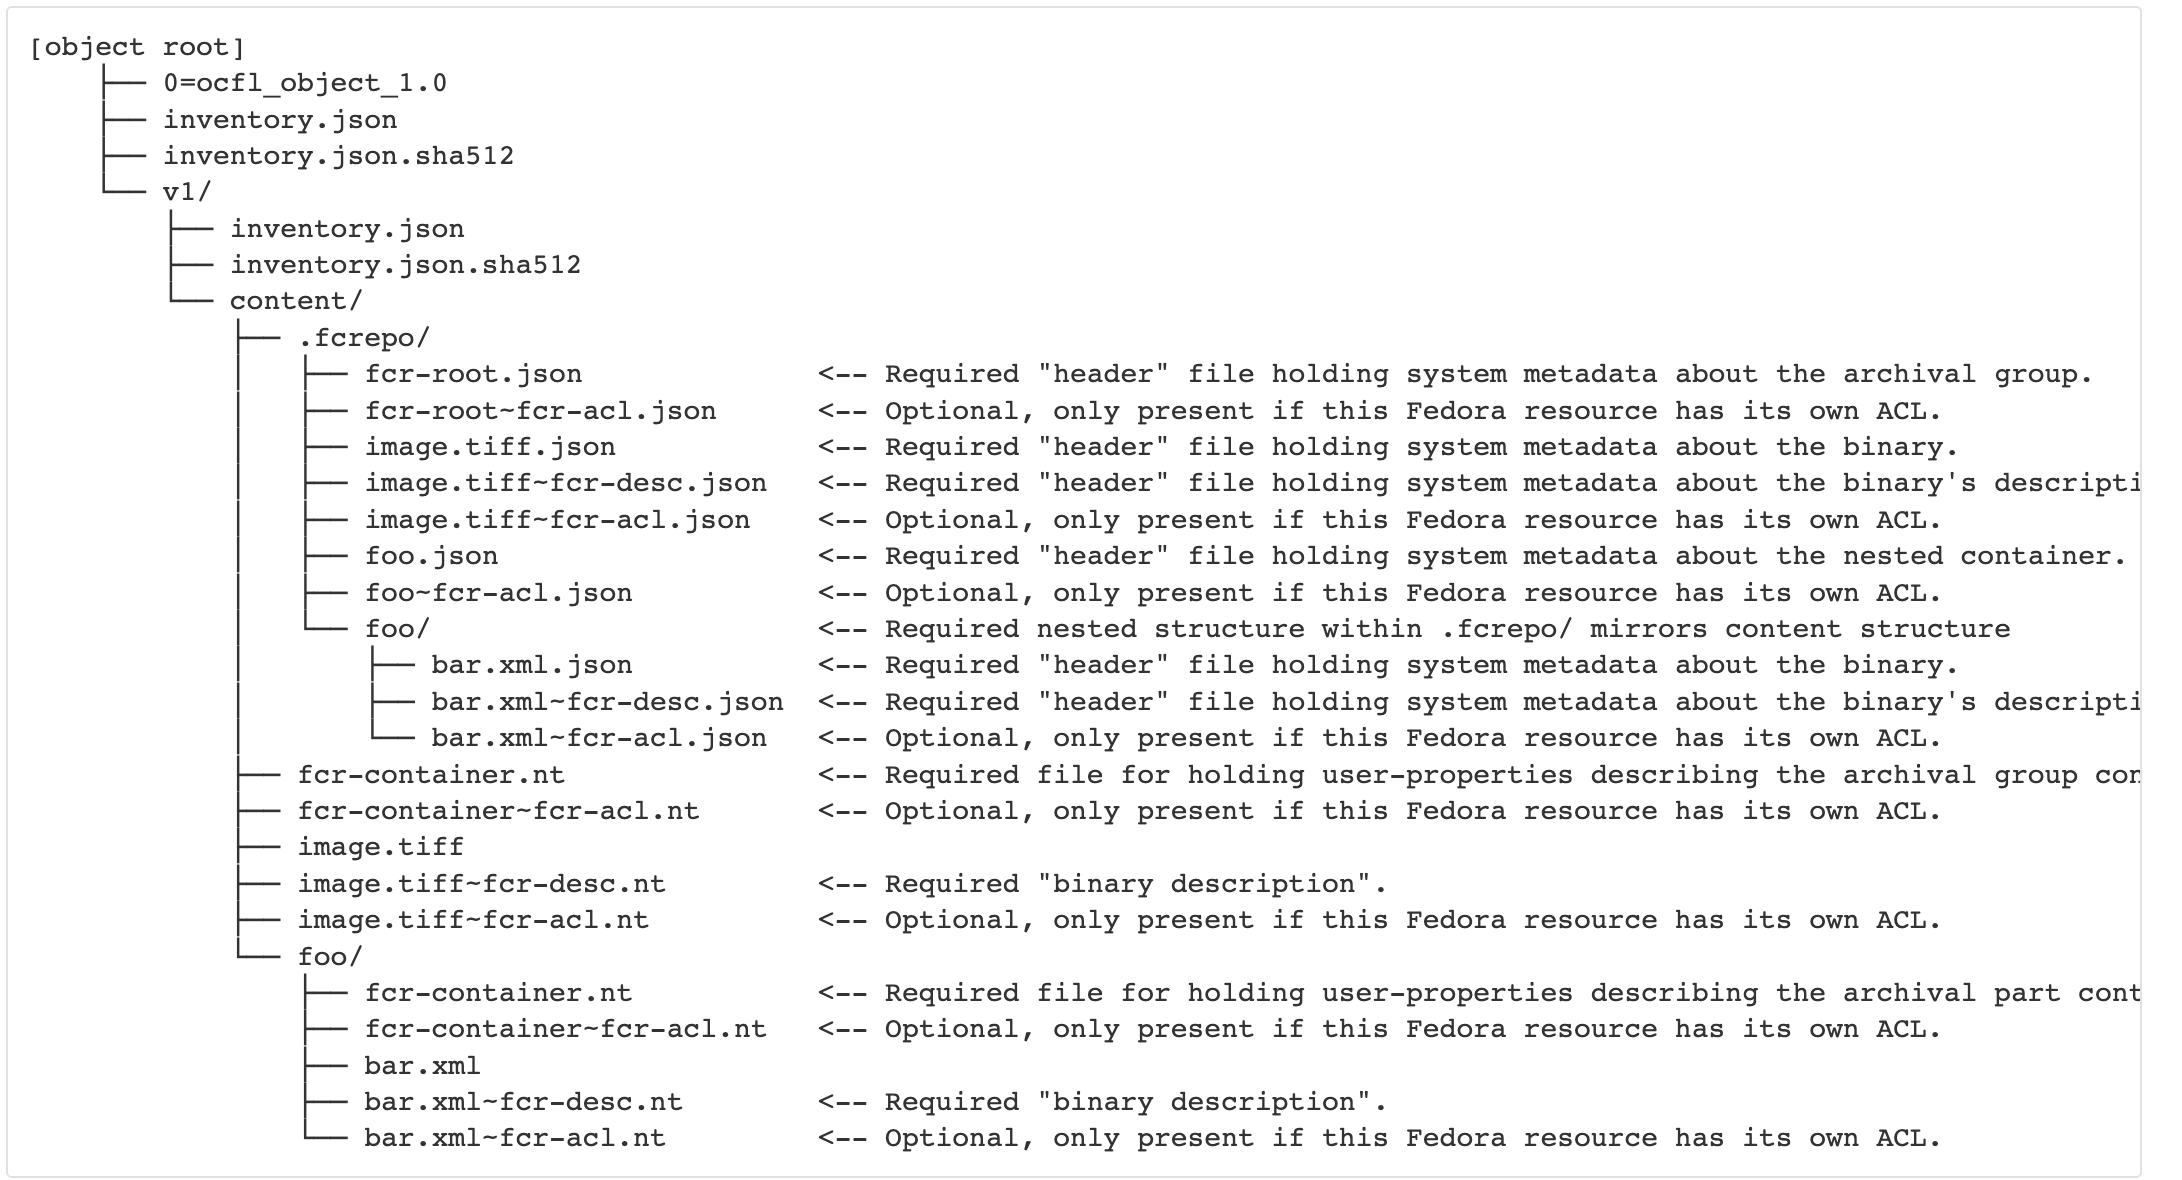 [object root]
    ├── 0=ocfl_object_1.0
    ├── inventory.json
    ├── inventory.json.sha512
    └── v1/
        ├── inventory.json
        ├── inventory.json.sha512
        └── content/
            ├── .fcrepo/
            │   ├── fcr-root.json              <-- Required "header" file holding system metadata about the archival group.
            │   ├── fcr-root~fcr-acl.json      <-- Optional, only present if this Fedora resource has its own ACL.
            │   ├── image.tiff.json            <-- Required "header" file holding system metadata about the binary.
            │   ├── image.tiff~fcr-desc.json   <-- Required "header" file holding system metadata about the binary's descripti
            │   ├── image.tiff~fcr-acl.json    <-- Optional, only present if this Fedora resource has its own ACL.
            │   ├── foo.json                   <-- Required "header" file holding system metadata about the nested container.
            │   ├── foo~fcr-acl.json           <-- Optional, only present if this Fedora resource has its own ACL.
            │   └── foo/                       <-- Required nested structure within .fcrepo/ mirrors content structure
            │       ├── bar.xml.json           <-- Required "header" file holding system metadata about the binary.
            │       ├── bar.xml~fcr-desc.json  <-- Required "header" file holding system metadata about the binary's descripti
            │       └── bar.xml~fcr-acl.json   <-- Optional, only present if this Fedora resource has its own ACL.
            ├── fcr-container.nt               <-- Required file for holding user-properties describing the archival group con
            ├── fcr-container~fcr-acl.nt       <-- Optional, only present if this Fedora resource has its own ACL.
            ├── image.tiff
            ├── image.tiff~fcr-desc.nt         <-- Required "binary description".
            ├── image.tiff~fcr-acl.nt          <-- Optional, only present if this Fedora resource has its own ACL.
            └── foo/
                ├── fcr-container.nt           <-- Required file for holding user-properties describing the archival part cont
                ├── fcr-container~fcr-acl.nt   <-- Optional, only present if this Fedora resource has its own ACL.
                ├── bar.xml
                ├── bar.xml~fcr-desc.nt        <-- Required "binary description".
                └── bar.xml~fcr-acl.nt         <-- Optional, only present if this Fedora resource has its own ACL.